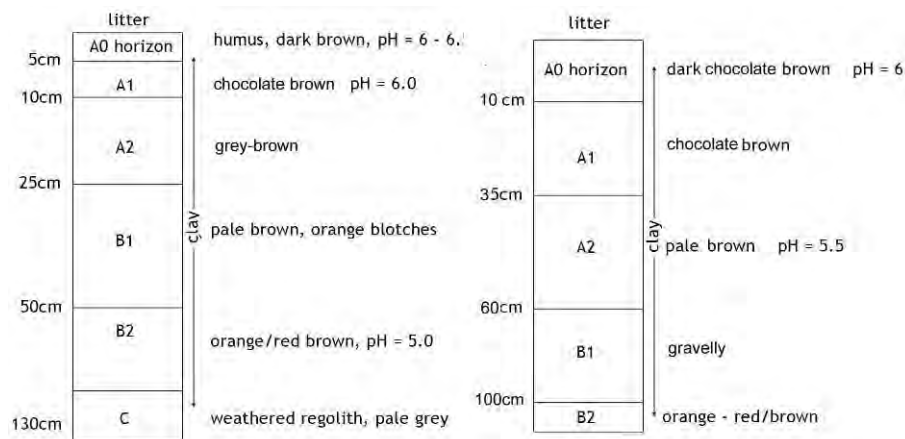 litter
A0 horizon humus, dark brown, pH = 6 - 6.
5cm
A1 chocolate brown pH = 6.0
10cm
A2 grey-brown
25cm
clay
B1 pale brown, orange blotches
50cm
B2 orange/red brown, pH = 5.0
C weathered regolith, pale grey
130cm
litter
A0 horizon dark chocolate brown pH = 6
10 cm
A1 chocolate brown
35cm
clay
A2 pale brown pH = 5.5
60cm
B1 gravelly
100cm
B2 orange - red/brown